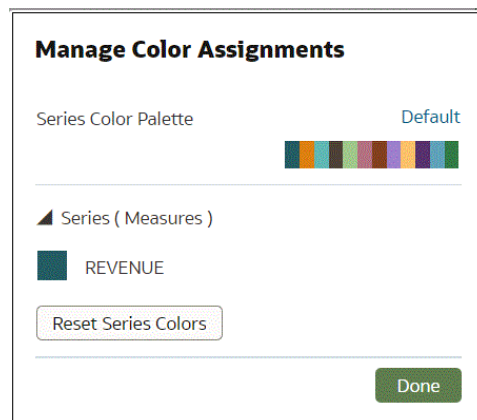 Manage Color Assignments
Series Color Palette Default
Series ( Measures )
REVENUE
Reset Series Colors
Done